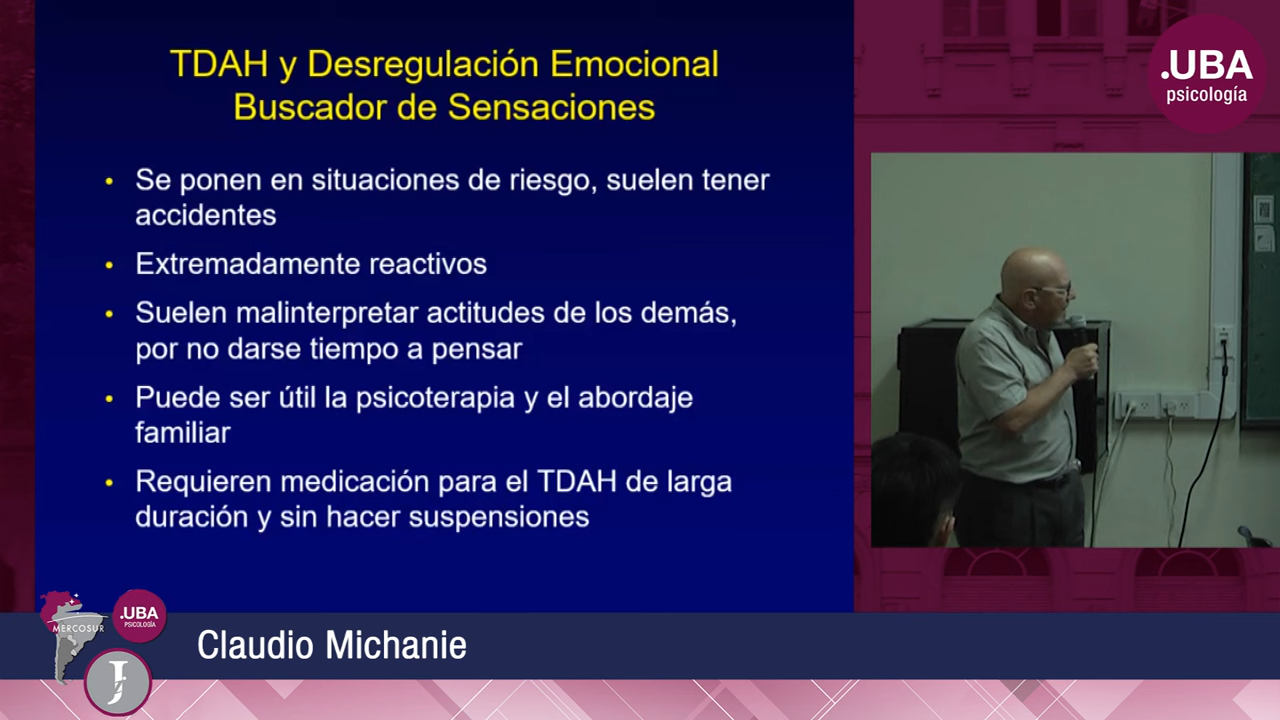 TDAH y Desregulación Emocional
Buscador de Sensaciones
• Se ponen en situaciones de riesgo, suelen tener
accidentes
• Extremadamente reactivos
• Suelen malinterpretar actitudes de los demás,
por no darse tiempo a pensar
• Puede ser útil la psicoterapia y el abordaje
familiar
• Requieren medicación para el TDAH de larga
duración y sin hacer suspensiones
.UBA
psicología
MERCOSUR
.UBA
PSICOLOGÍA
J
Claudio Michanie